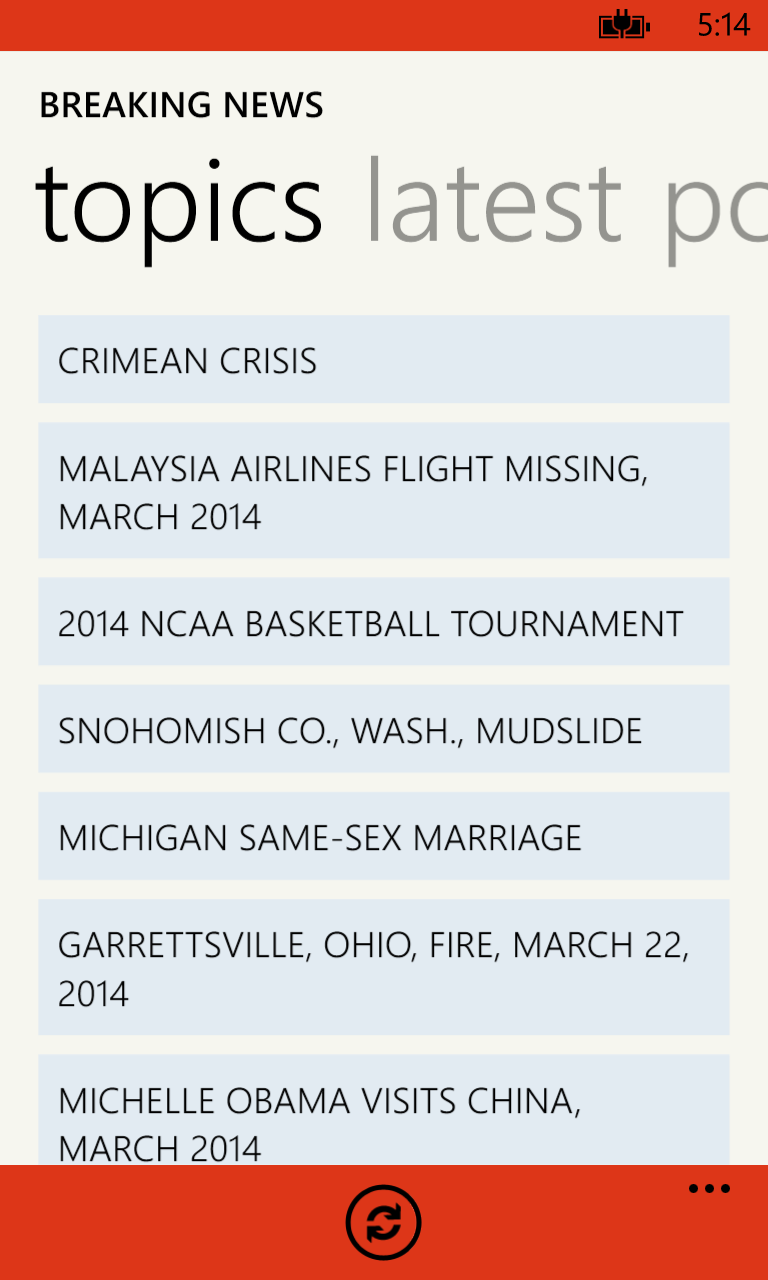 5:14
BREAKING NEWS
topics latest po
CRIMEAN CRISIS
MALAYSIA AIRLINES FLIGHT MISSING,
MARCH 2014
2014 NCAA BASKETBALL TOURNAMENT
SNOHOMISH CO., WASH., MUDSLIDE
MICHIGAN SAME-SEX MARRIAGE
GARRETTSVILLE, OHIO, FIRE, MARCH 22,
2014
MICHELLE OBAMA VISITS CHINA,
MARCH 2014